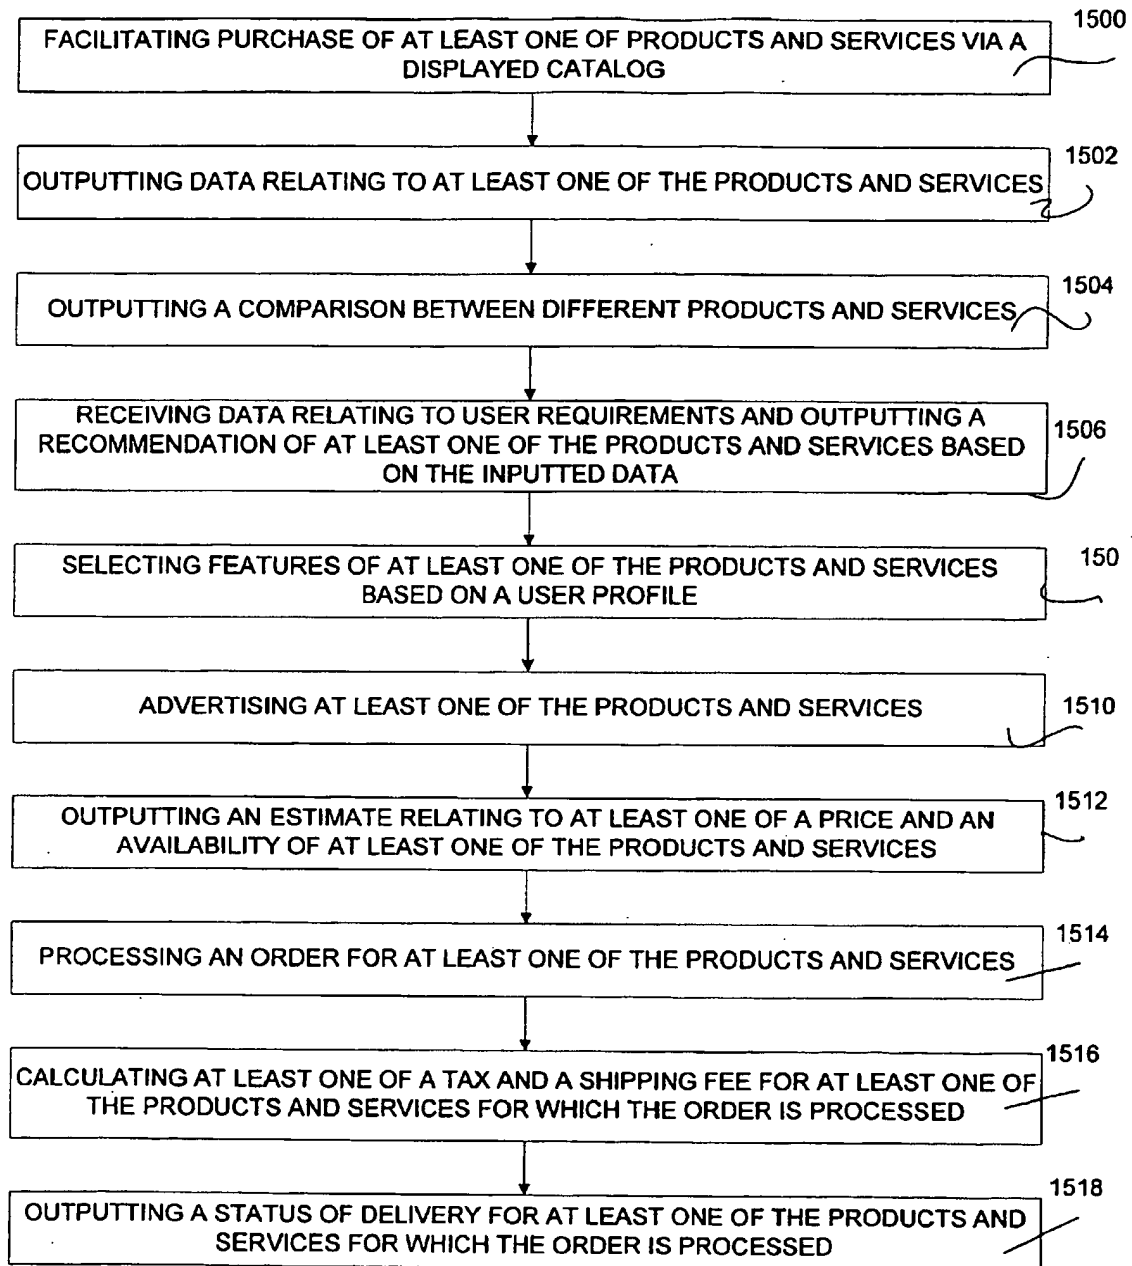 1500
FACILITATING PURCHASE OF AT LEAST ONE OF PRODUCTS AND SERVICES VIA A
DISPLAYED CATALOG
1502
OUTPUTTING DATA RELATING TO AT LEAST ONE OF THE PRODUCTS AND SERVICES
1504
OUTPUTTING A COMPARISON BETWEEN DIFFERENT PRODUCTS AND SERVICES
RECEIVING DATA RELATING TO USER REQUIREMENTS AND OUTPUTING A
RECOMMENDATION OF AT LEAST ONE OF THE PRODUCTS AND SERVICES BASED
ON THE INPUTTED DATA
1506
SELECTING FEATURES OF AT LEAST ONE OF THE PRODUCTS AND SERVICES
BASED ON A USER PROFILE
150
ADVERTISING AT LEAST ONE OF THE PRODUCTS AND SERVICES
1510
OUTPUTTING AN ESTIMATE RELATING TO AT LEAST ONE OF A PRICE AND AN
AVAILABILITY OF AT LEAST ONE OF THE PRODUCTS AND SERVICES
1512
1514
PROCESSING AN ORDER FOR AT LEAST ONE OF THE PRODUCTS AND SERVICES
1516
CALCULATING AT LEAST ONE OF A TAX AND A SHIPPING FEE FOR AT LEAST ONE OF
THE PRODUCTS AND SERVICES FOR WHICH THE ORDER IS PROCESSED
1518
OUTPUTTING A STATUS OF DELIVERY FOR AT LEAST ONE OF THE PRODUCTS AND
SERVICES FOR WHICH THE ORDER IS PROCESSED